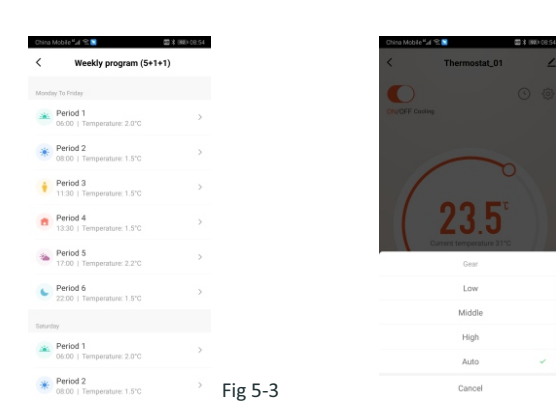 China Mobile 08:54
Weekly program (5+1+1)
Monday To Friday
Period 1
06:00 | Temperature: 2.0°C
Period 2
08:00 | Temperature: 1.5°C
Period 3
11:30 | Temperature: 1.5°C
Period 4
13:30 | Temperature: 1.5°C
Period 5
17:00 | Temperature: 2.2°C
Period 6
22:00 | Temperature: 1.5°C
Saturday
Period 1
06:00 | Temperature: 2.0°C
Period 2
08:00 | Temperature: 1.5°C
Fig 5-3
China Mobile 08:54
Thermostat_01
ON/OFF Cooling
23.5°C
Current temperature 31°C
Gear
Low
Middle
High
Auto
Cancel